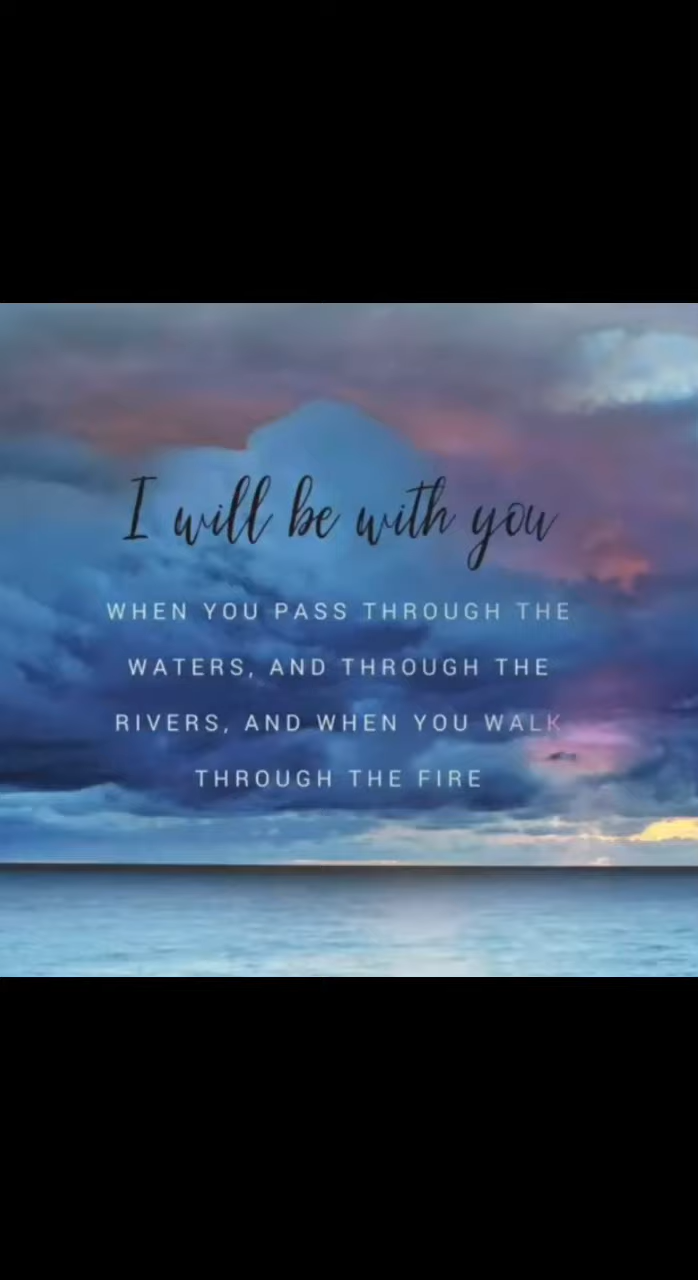 I will be with you
WHEN YOU PASS THROUGH THE
WATERS, AND THROUGH THE
RIVERS, AND WHEN YOU WALK
THROUGH THE FIRE